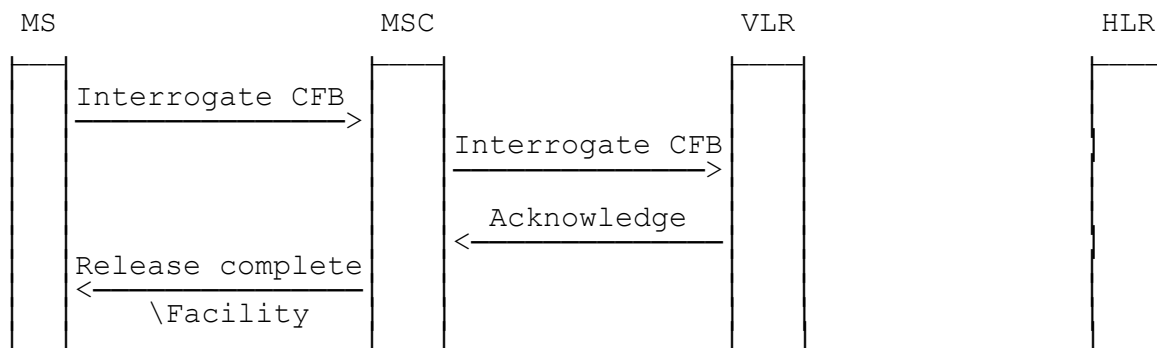 MS MSC VLR HLR
Interrogate CFB
Interrogate CFB
Acknowledge
Release complete
\Facility